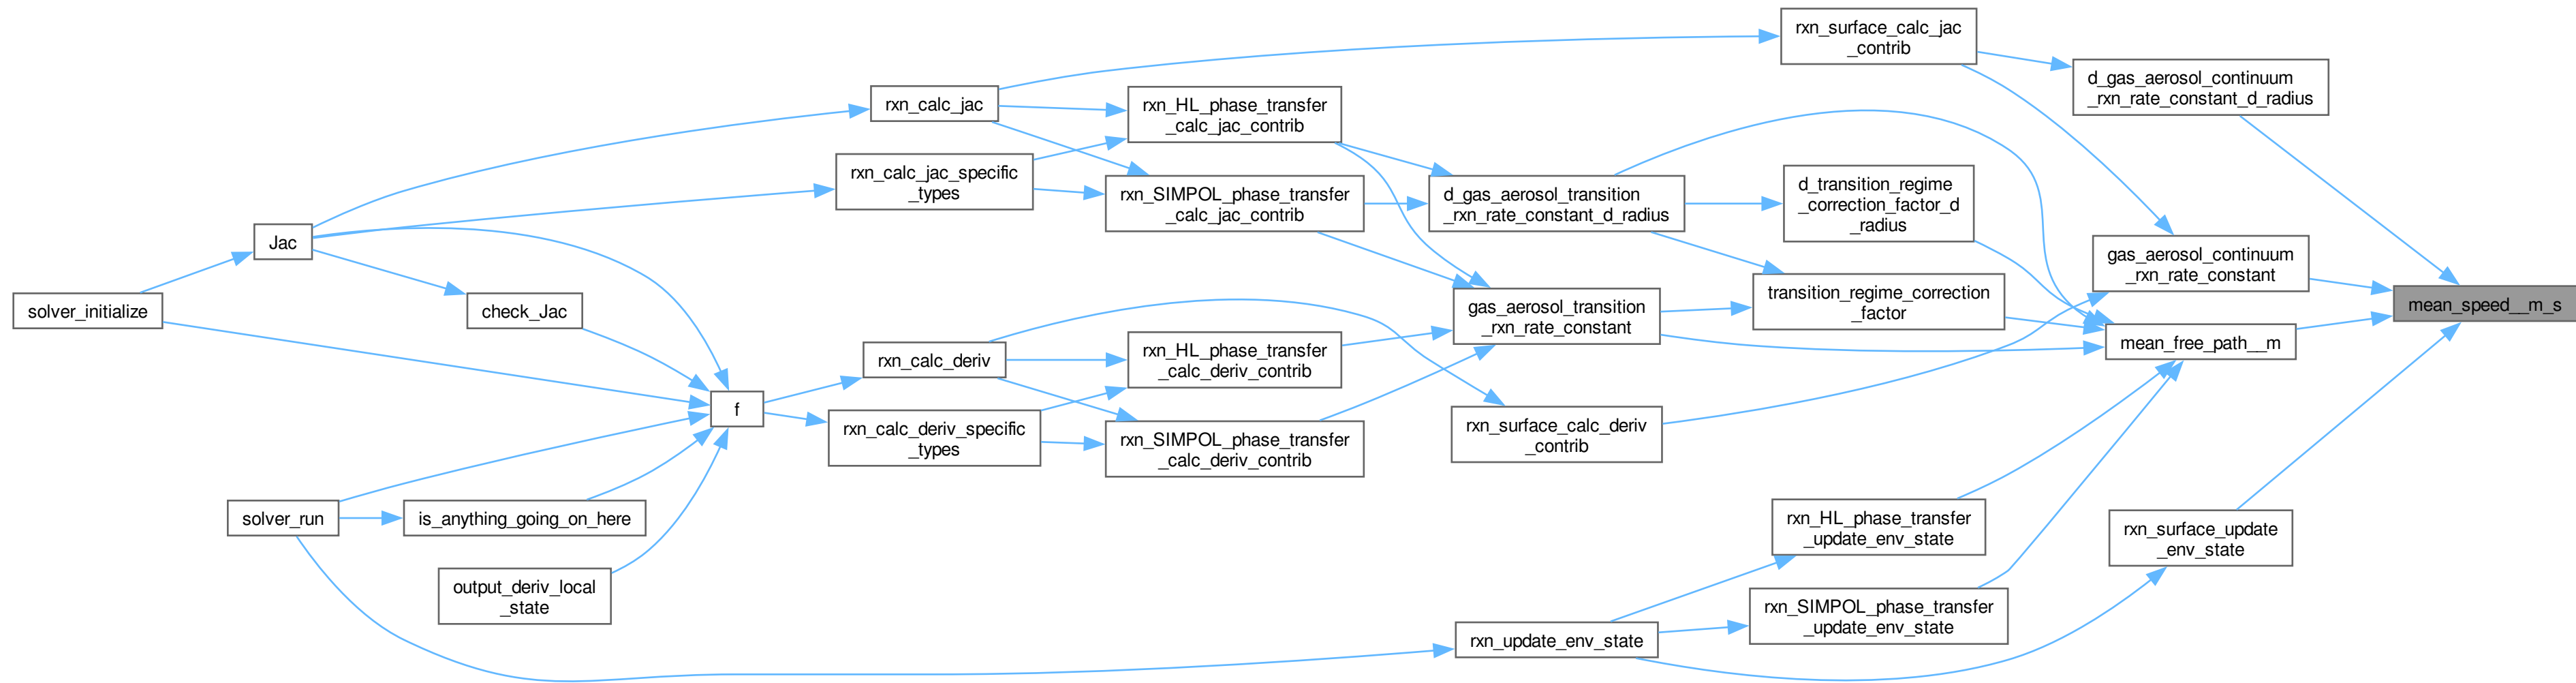 rxn_surface_calc_jac
_contrib
d_gas_aerosol_continuum
_rxn_rate_constant_d_radius
rxn_calc_jac
rxn_HL_phase_transfer
_calc_jac_contrib
rxn_calc_jac_specific
_types
rxn_SIMPOL_phase_transfer
_calc_jac_contrib
d_gas_aerosol_transition
_rxn_rate_constant_d_radius
d_transition_regime
_correction_factor_d
_radius
Jac
gas_aerosol_continuum
_rxn_rate_constant
solver_initialize
check_Jac
gas_aerosol_transition
_rxn_rate_constant
transition_regime_correction
_factor
mean_speed__m_s
mean_free_path__m
rxn_calc_deriv
rxn_HL_phase_transfer
_calc_deriv_contrib
f
rxn_calc_deriv_specific
_types
rxn_SIMPOL_phase_transfer
_calc_deriv_contrib
rxn_surface_calc_deriv
_contrib
solver_run
is_anything_going_on_here
rxn_HL_phase_transfer
_update_env_state
rxn_surface_update
_env_state
output_deriv_local
_state
rxn_SIMPOL_phase_transfer
_update_env_state
rxn_update_env_state